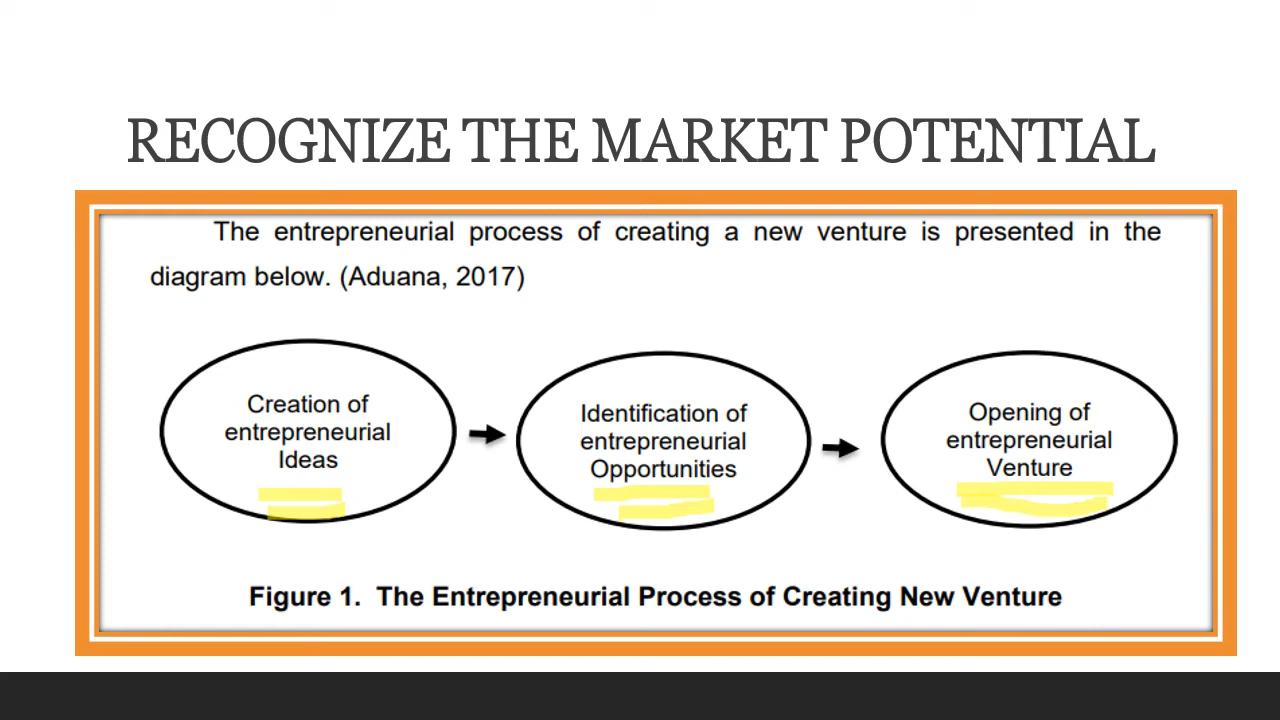 RECOGNIZE THE MARKET POTENTIAL
The entrepreneurial process of creating a new venture is presented in the
diagram below. (Aduana, 2017)
Creation of
entrepreneurial
Ideas
Identification of
entrepreneurial
Opportunities
Opening of
entrepreneurial
Venture
Figure 1. The Entrepreneurial Process of Creating New Venture